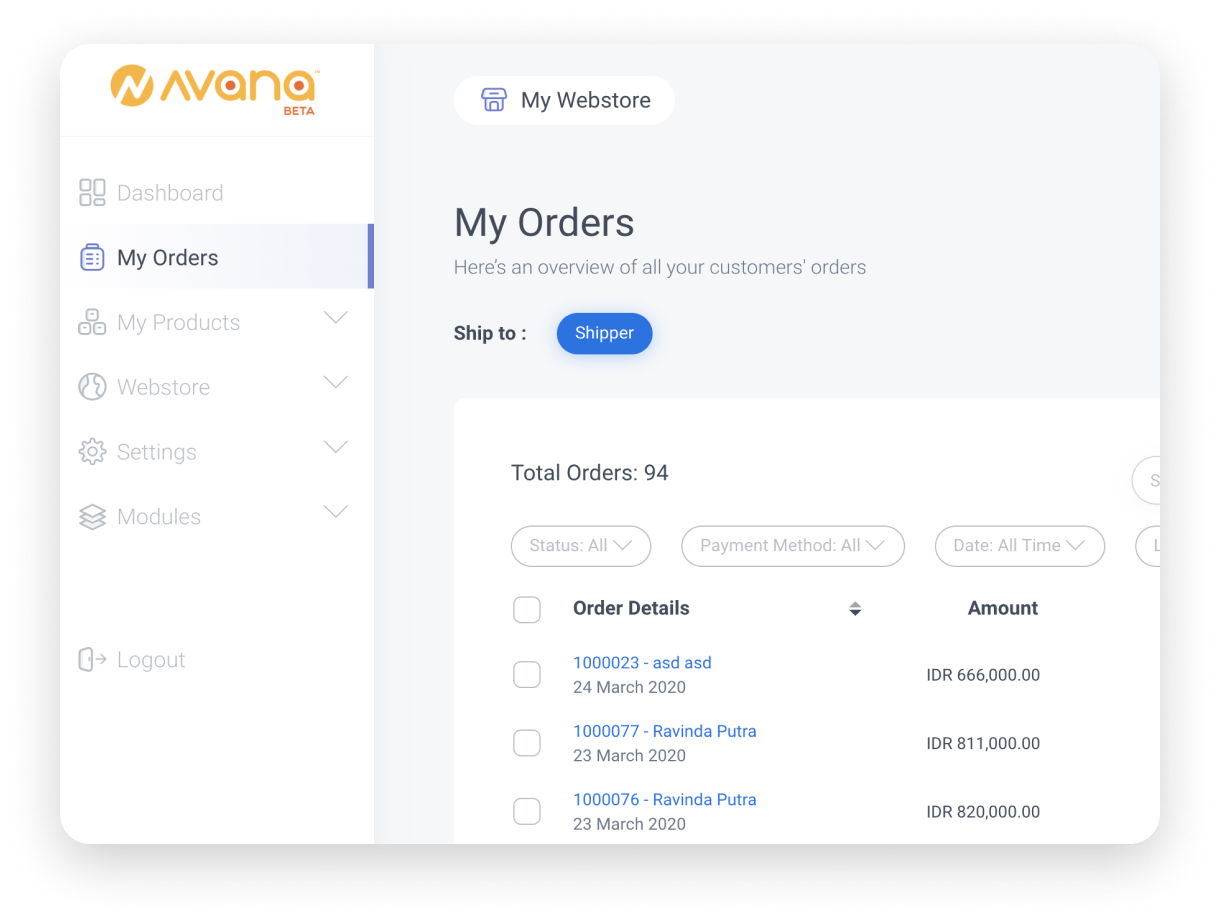 Avana™
BETA
Dashboard
My Orders
My Products
Webstore
Settings
Modules
Logout
My Webstore
My Orders
Here’s an overview of all your customers' orders
Ship to : Shipper
Total Orders: 94
Status: All Payment Method: All Date: All Time
Order Details Amount
1000023 - asd asd
24 March 2020
IDR 666,000.00
1000077 - Ravinda Putra
23 March 2020
IDR 811,000.00
1000076 - Ravinda Putra
23 March 2020
IDR 820,000.00